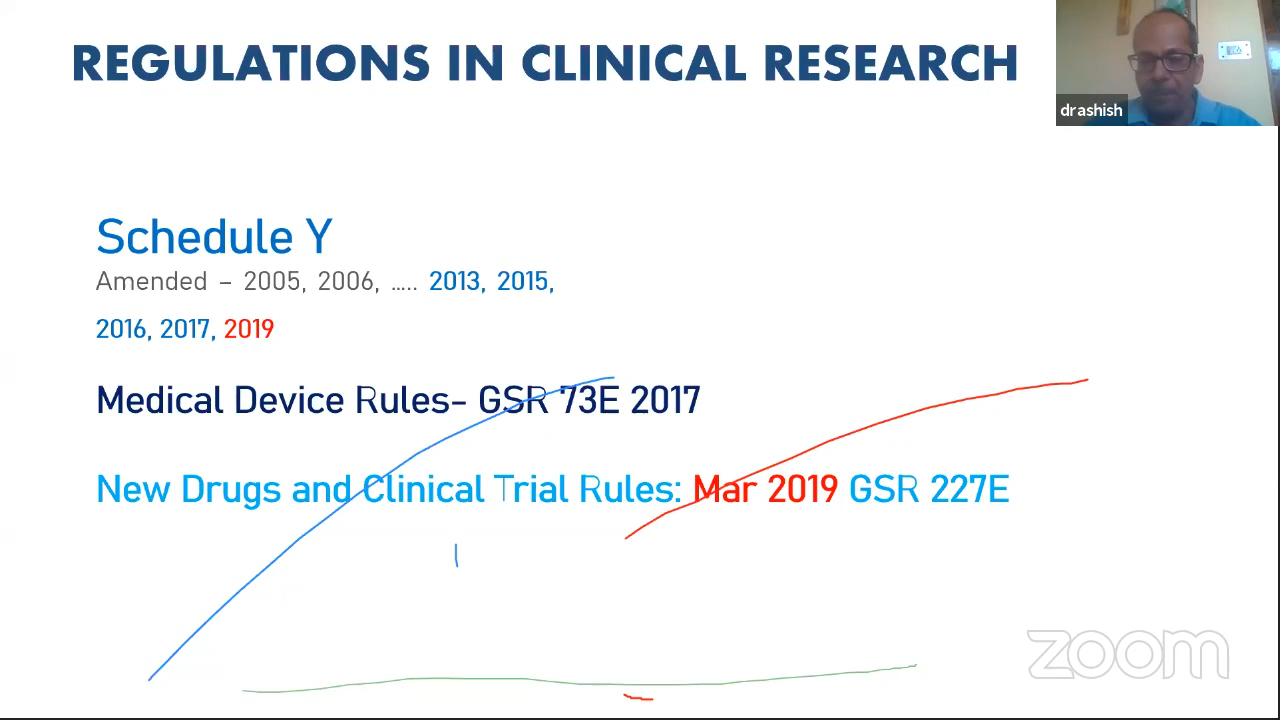 REGULATIONS IN CLINICAL RESEARCH
drashish
Schedule Y
Amended – 2005, 2006, ..... 2013, 2015,
2016, 2017, 2019
Medical Device Rules– GSR 73E 2017
New Drugs and Clinical Trial Rules: Mar 2019 GSR 227E
zoom